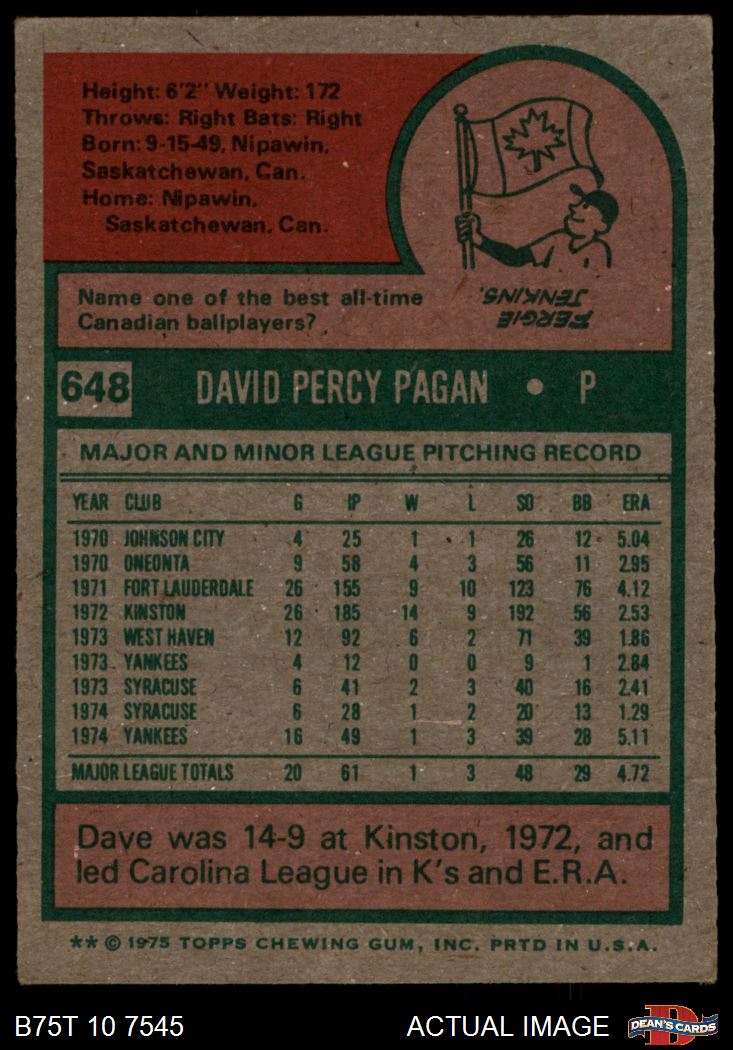 Height: 6'2" Weight: 172
Throws: Right Bats: Right
Born: 9-15-49, Nipawin,
Saskatchewan, Can.
Home: Nipawin,
Saskatchewan, Can.
Name one of the best all-time
Canadian ballplayers?
FERGIE
JENKINS.
648 DAVID PERCY PAGAN • P
MAJOR AND MINOR LEAGUE PITCHING RECORD
YEAR CLUB G IP W L SO BB ERA
1970 JOHNSON CITY 4 25 1 1 26 12 5.04
1970 ONEONTA 9 58 4 3 56 11 2.95
1971 FORT LAUDERDALE 26 155 9 10 123 76 4.12
1972 KINSTON 26 185 14 9 192 56 2.53
1973 WEST HAVEN 12 92 6 2 71 39 1.86
1973 YANKEES 4 12 0 0 9 1 2.84
1973 SYRACUSE 6 41 2 3 40 16 2.41
1974 SYRACUSE 6 28 1 2 20 13 1.29
1974 YANKEES 16 49 1 3 39 28 5.11
MAJOR LEAGUE TOTALS 20 61 1 3 48 29 4.72
Dave was 14-9 at Kinston, 1972, and
led Carolina League in K's and E.R.A.
** © 1975 TOPPS CHEWING GUM, INC. PRTD IN U.S.A.
B75T 10 7545 ACTUAL IMAGE DEAN'S CARDS